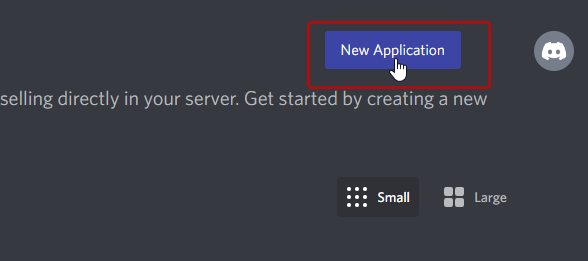 New Application
selling directly in your server. Get started by creating a new
Small
Large